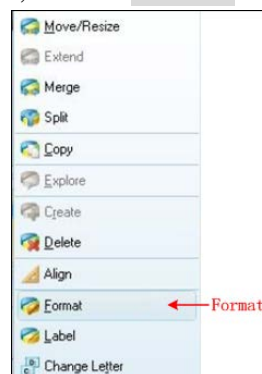 Move/Resize
Extend
Merge
Split
Copy
Explore
Create
Delete
Align
Format Format
Label
Change Letter